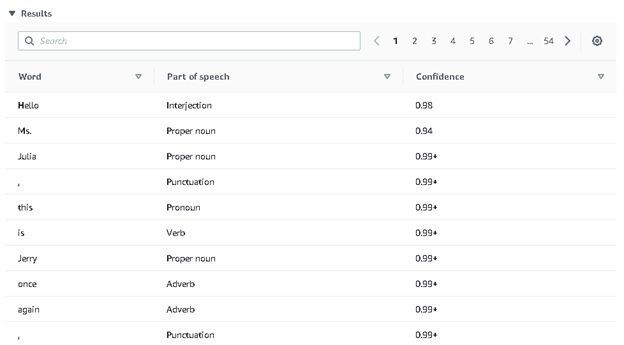 ▼ Results
Search
1 2 3 4 5 6 7 ... 54
Word Part of speech Confidence
Hello Interjection 0.98
Ms. Proper noun 0.94
Julia Proper noun 0.99+
, Punctuation 0.99+
this Pronoun 0.99+
is Verb 0.99+
Jerry Proper noun 0.99+
once Adverb 0.99+
again Adverb 0.99+
, Punctuation 0.99+